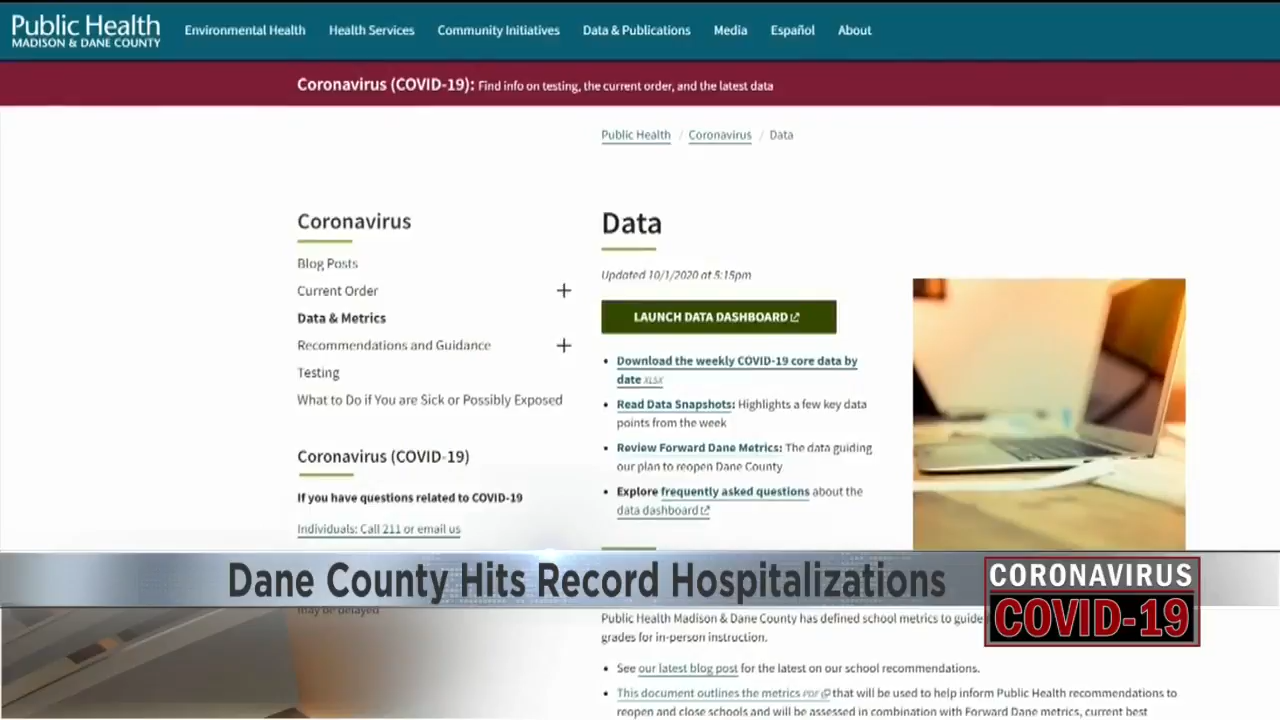 Public Health
MADISON & DANE COUNTY
Environmental Health
Health Services
Community Initiatives
Data & Publications
Media
Español
About
Coronavirus (COVID-19): Find info on testing, the current order, and the latest data
Public Health / Coronavirus / Data
Coronavirus
Blog Posts
Current Order +
Data & Metrics
Recommendations and Guidance +
Testing
What to Do if You are Sick or Possibly Exposed
Coronavirus (COVID-19)
If you have questions related to COVID-19
Individuals: Call 211 or email us
may be delayed
Data
Updated 10/1/2020 at 5:15pm
LAUNCH DATA DASHBOARD
• Download the weekly COVID-19 core data by
date XLSX
• Read Data Snapshots: Highlights a few key data
points from the week
• Review Forward Dane Metrics: The data guiding
our plan to reopen Dane County
• Explore frequently asked questions about the
data dashboard
Dane County Hits Record Hospitalizations
CORONAVIRUS
COVID-19
Public Health Madison & Dane County has defined school metrics to guide
grades for in-person instruction.
• See our latest blog post for the latest on our school recommendations.
• This document outlines the metrics PDF that will be used to help inform Public Health recommendations to
reopen and close schools and will be assessed in combination with Forward Dane metrics, current best